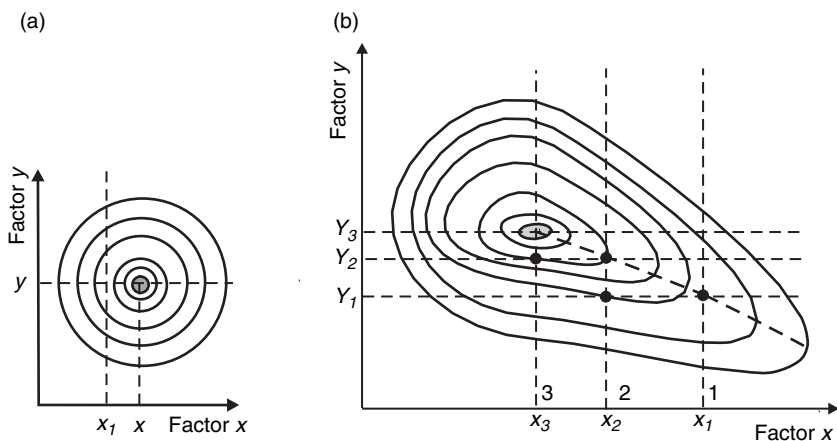 (a)
Factor y
y
x1 x Factor x
(b)
Factor y
Y3
Y2
Y1
3 2 1
x3 x2 x1
Factor x